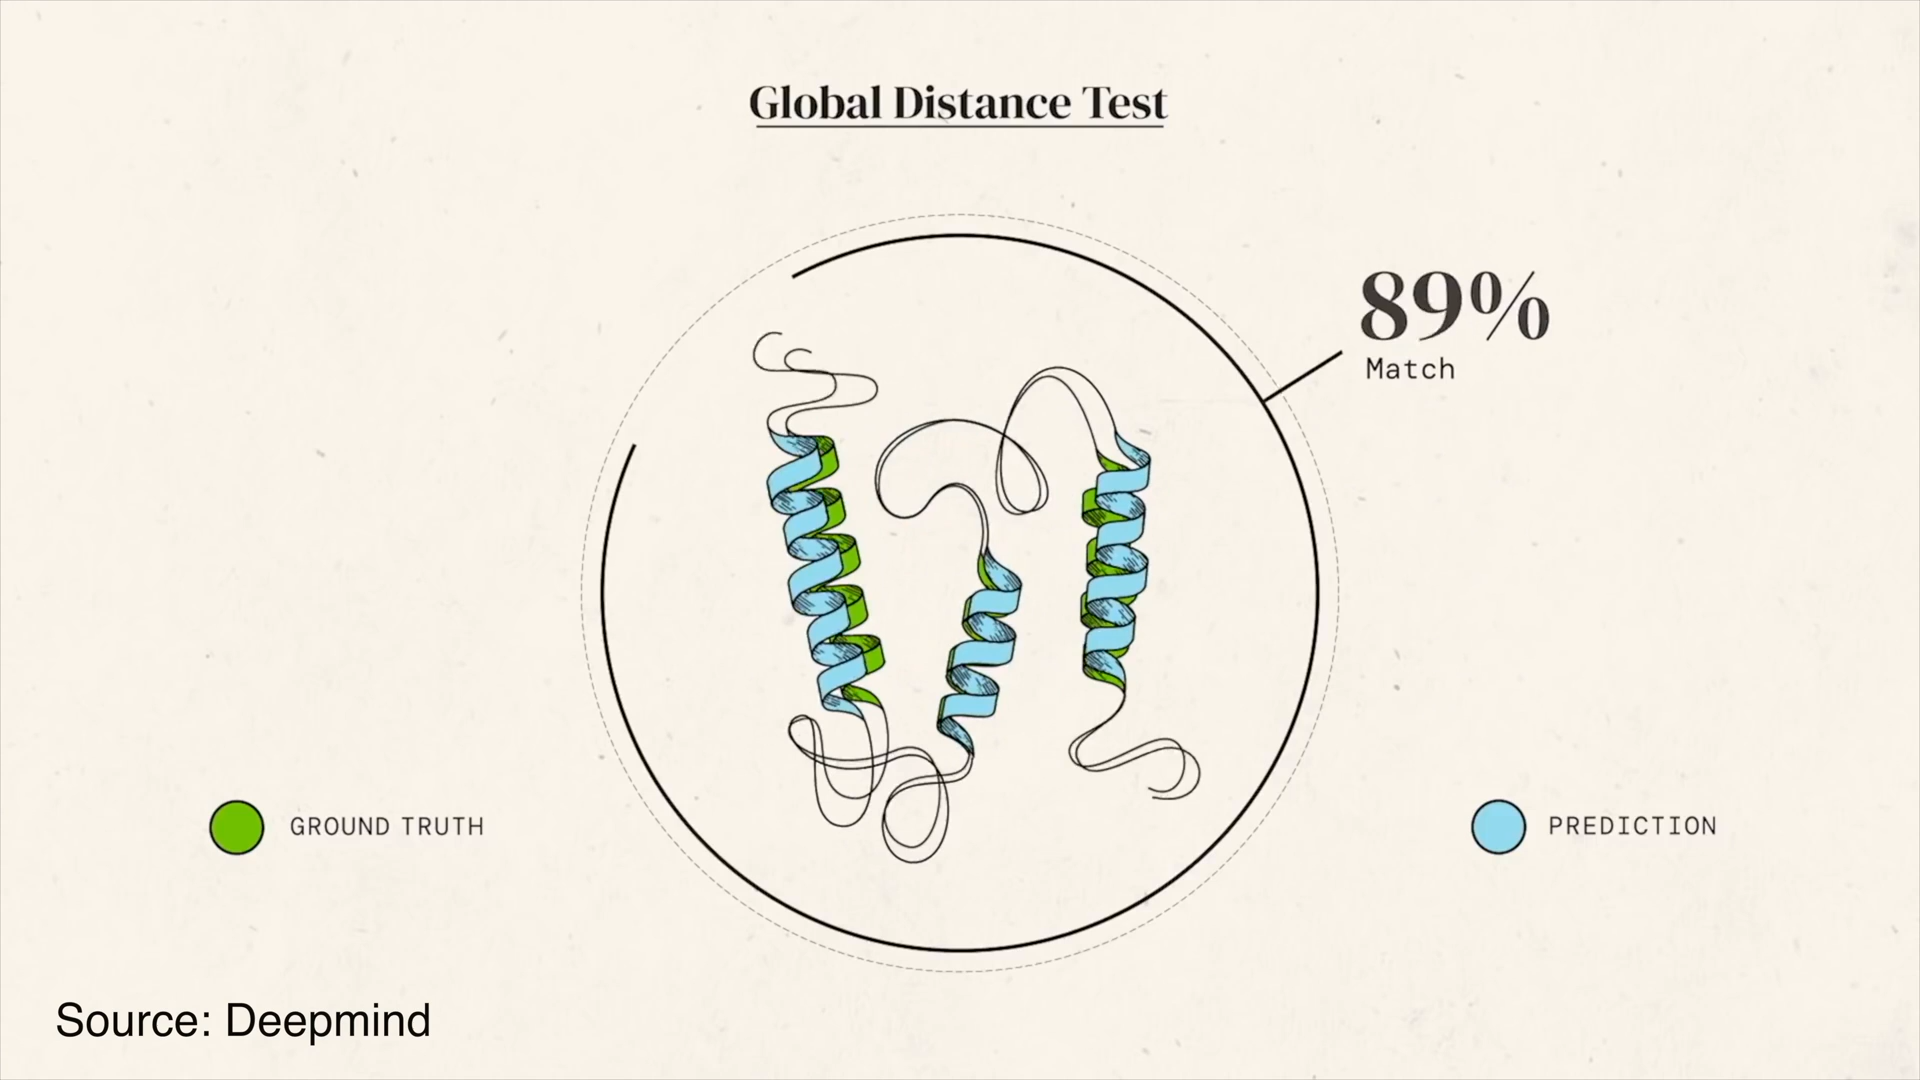 Global Distance Test
89%
Match
GROUND TRUTH
PREDICTION
Source: Deepmind